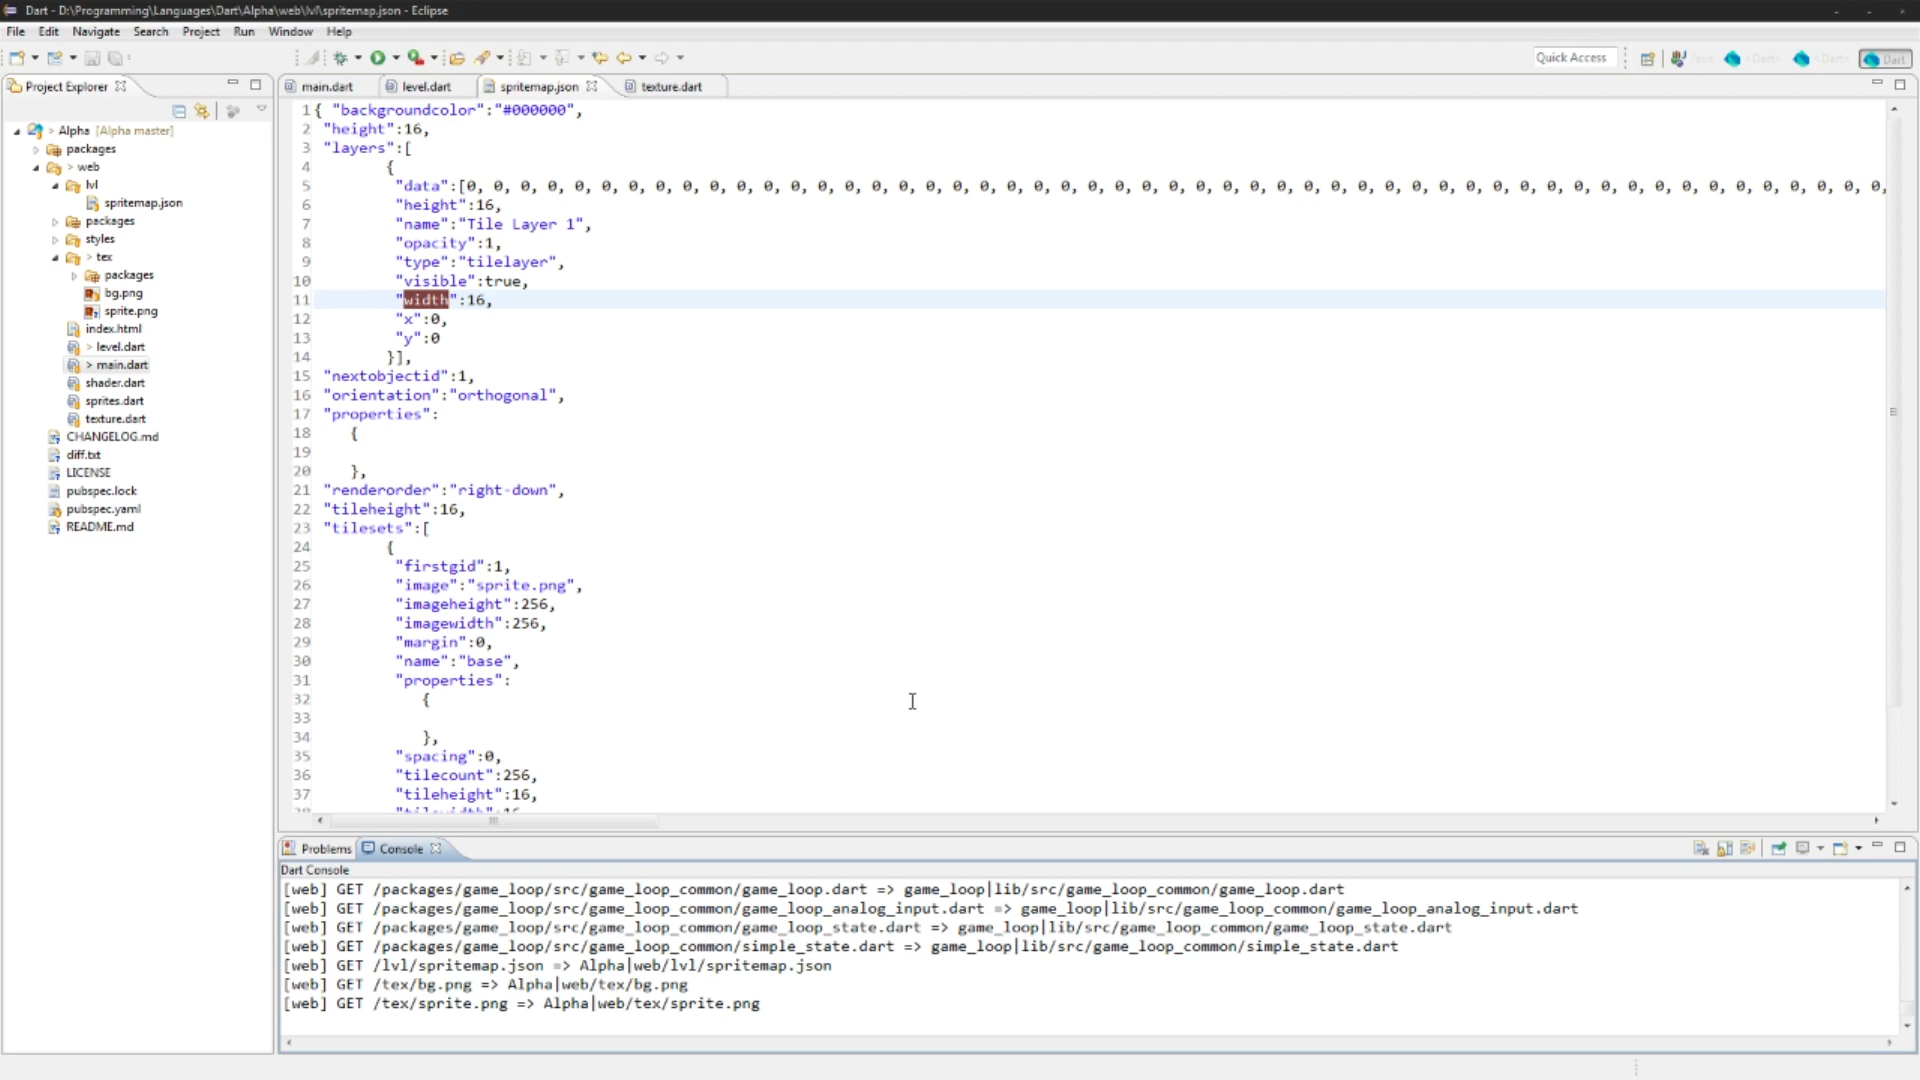 Dart - D:\Programming\Languages\Dart\Alpha\web\lvl\spritemap.json - Eclipse
File Edit Navigate Search Project Run Window Help
Quick Access
Java
<Dart>
<Dart>
Dart
Project Explorer
main.dart
level.dart
spritemap.json
texture.dart
> Alpha [Alpha master]
packages
> web
lvl
spritemap.json
packages
styles
> tex
packages
bg.png
sprite.png
index.html
> level.dart
> main.dart
shader.dart
sprites.dart
texture.dart
CHANGELOG.md
diff.txt
LICENSE
pubspec.lock
pubspec.yaml
README.md
1 { "backgroundcolor":"#000000",
2 "height":16,
3 "layers":[
4 {
5 "data":[0, 0, 0, 0, 0, 0, 0, 0, 0, 0, 0, 0, 0, 0, 0, 0, 0, 0, 0, 0, 0, 0, 0, 0, 0, 0, 0, 0, 0, 0, 0, 0, 0, 0, 0, 0, 0, 0, 0, 0, 0, 0, 0, 0, 0, 0, 0, 0, 0, 0, 0, 0, 0,
6 "height":16,
7 "name":"Tile Layer 1",
8 "opacity":1,
9 "type":"tilelayer",
10 "visible":true,
11 "width":16,
12 "x":0,
13 "y":0
14 }],
15 "nextobjectid":1,
16 "orientation":"orthogonal",
17 "properties":
18 {
19
20 },
21 "renderorder":"right-down",
22 "tileheight":16,
23 "tilesets":[
24 {
25 "firstgid":1,
26 "image":"sprite.png",
27 "imageheight":256,
28 "imagewidth":256,
29 "margin":0,
30 "name":"base",
31 "properties":
32 {
33
34 },
35 "spacing":0,
36 "tilecount":256,
37 "tileheight":16,
Problems
Console
Dart Console
[web] GET /packages/game_loop/src/game_loop_common/game_loop.dart => game_loop|lib/src/game_loop_common/game_loop.dart
[web] GET /packages/game_loop/src/game_loop_common/game_loop_analog_input.dart => game_loop|lib/src/game_loop_common/game_loop_analog_input.dart
[web] GET /packages/game_loop/src/game_loop_common/game_loop_state.dart => game_loop|lib/src/game_loop_common/game_loop_state.dart
[web] GET /packages/game_loop/src/game_loop_common/simple_state.dart => game_loop|lib/src/game_loop_common/simple_state.dart
[web] GET /lvl/spritemap.json => Alpha|web/lvl/spritemap.json
[web] GET /tex/bg.png => Alpha|web/tex/bg.png
[web] GET /tex/sprite.png => Alpha|web/tex/sprite.png